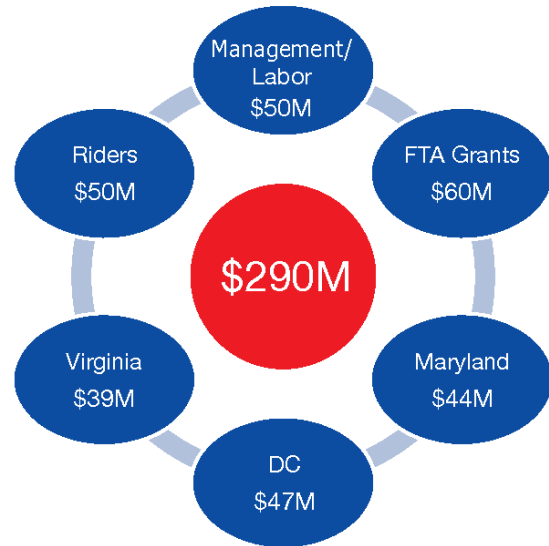 Management/
Labor
$50M
FTA Grants
$60M
Maryland
$44M
DC
$47M
Virginia
$39M
Riders
$50M
$290M